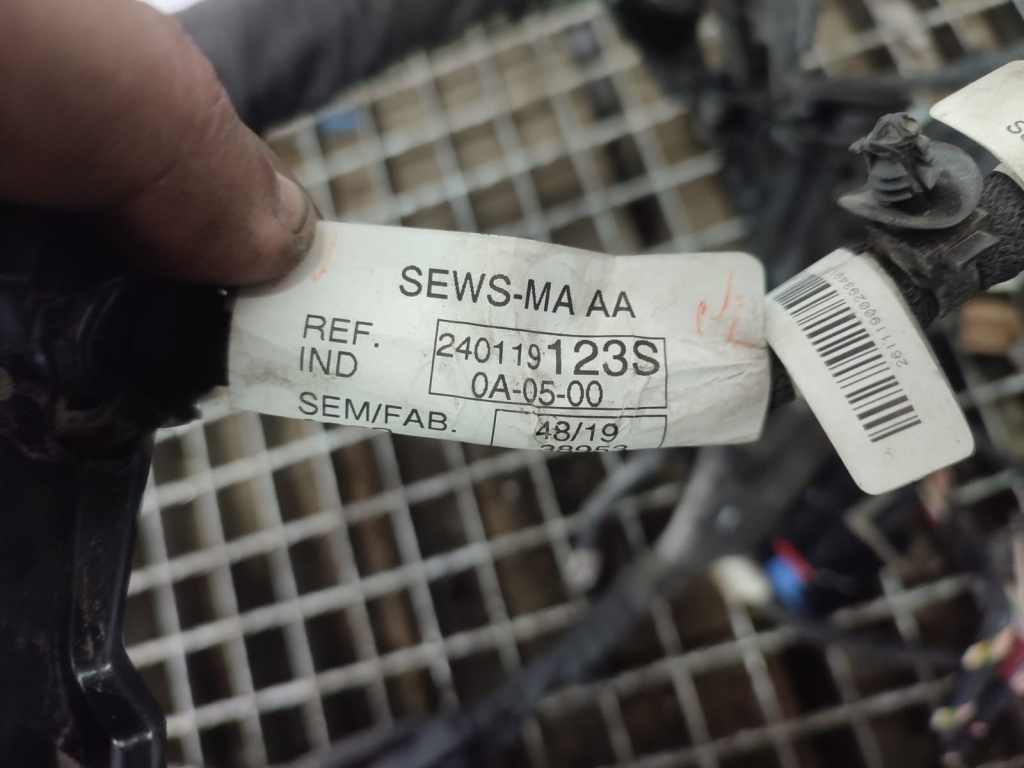 SEWS-MA AA
REF. 240119123S
IND 0A-05-00
SEM/FAB. 48/19